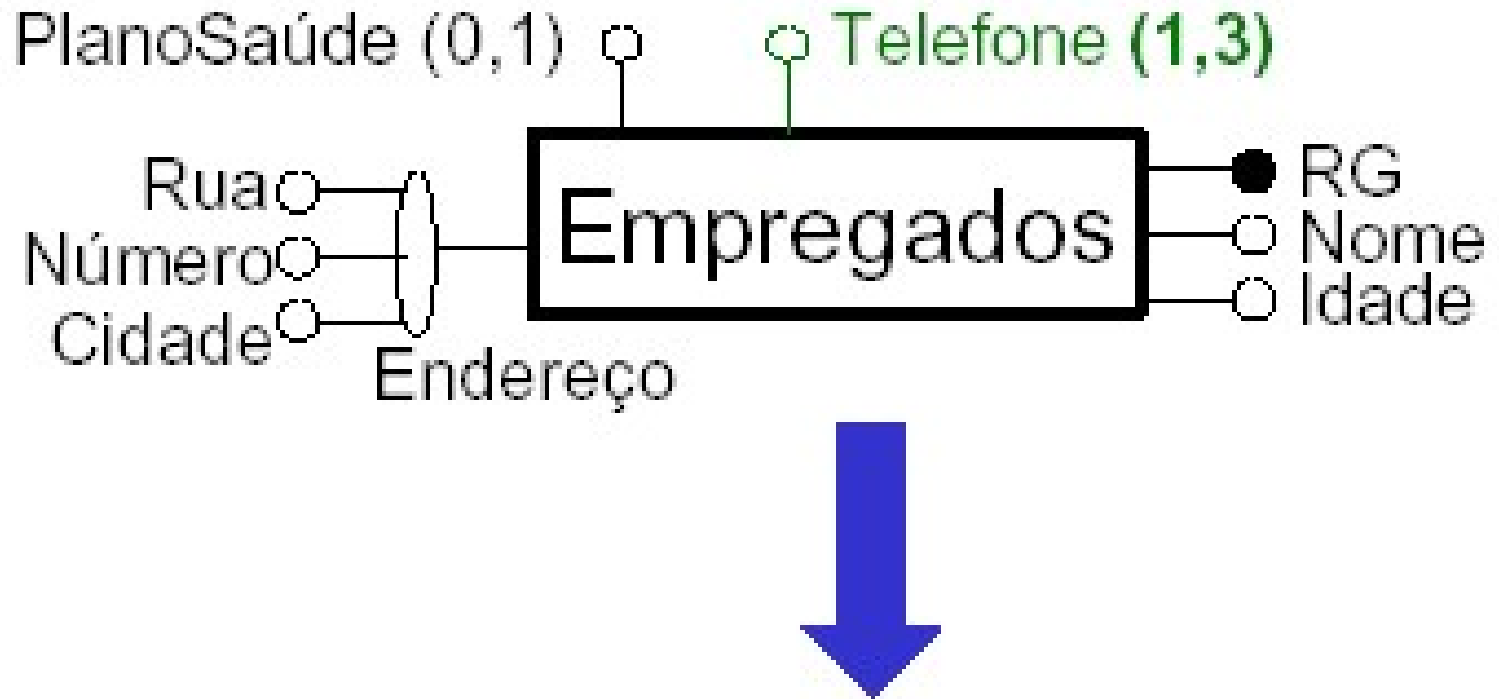 PlanoSaúde (0,1)
Telefone (1,3)
Rua
Número
Cidade
Endereço
Empregados
RG
Nome
Idade